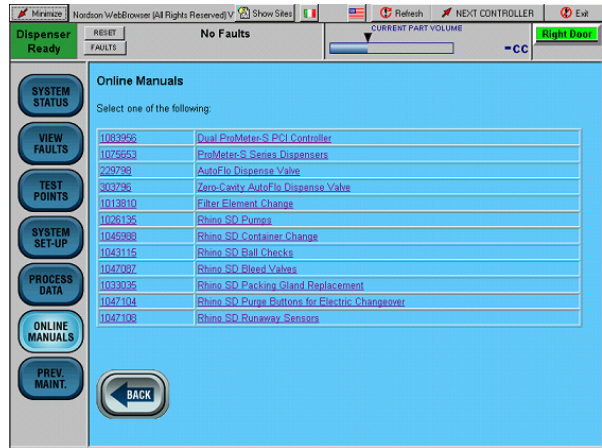 Minimize Nordson WebBrowser (All Rights Reserved) V Show Sites Refresh NEXT CONTROLLER Exit
Dispenser Ready
RESET
FAULTS
No Faults
CURRENT PART VOLUME
-CC
Right Door
SYSTEM STATUS
VIEW FAULTS
TEST POINTS
SYSTEM SET-UP
PROCESS DATA
ONLINE MANUALS
PREV. MAINT.
Online Manuals
Select one of the following:
1083956 Dual ProMeter-S PCI Controller
1075653 ProMeter-S Series Dispensers
229798 AutoFlo Dispense Valve
303796 Zero-Cavity AutoFlo Dispense Valve
1013810 Filter Element Change
1026135 Rhino SD Pumps
1045988 Rhino SD Container Change
1043115 Rhino SD Ball Checks
1047087 Rhino SD Bleed Valves
1033035 Rhino SD Packing Gland Replacement
1047104 Rhino SD Purge Buttons for Electric Changeover
1047108 Rhino SD Runaway Sensors
BACK